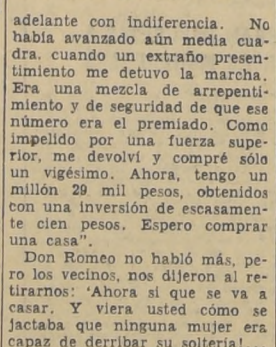 adelante con indiferencia. No
había avanzado aún media cua-
dra. cuando un extraño presen-
timiento me detuvo la marcha.
Era una mezcla de arrepenti-
miento y de seguridad de que ese
número era el premiado. Como
impelido por una fuerza supe-
rior, me devolví y compré sólo
un vigésimo. Ahora, tengo un
millón 29 mil pesos, obtenidos
con una inversión de escasamen-
te cien pesos. Espero comprar
una casa".
Don Romeo no habló más, pe-
ro los vecinos, nos dijeron al re-
tirarnos: 'Ahora si que se va a
casar. Y viera usted cómo se
jactaba que ninguna mujer era
capaz de derribar su soltería!